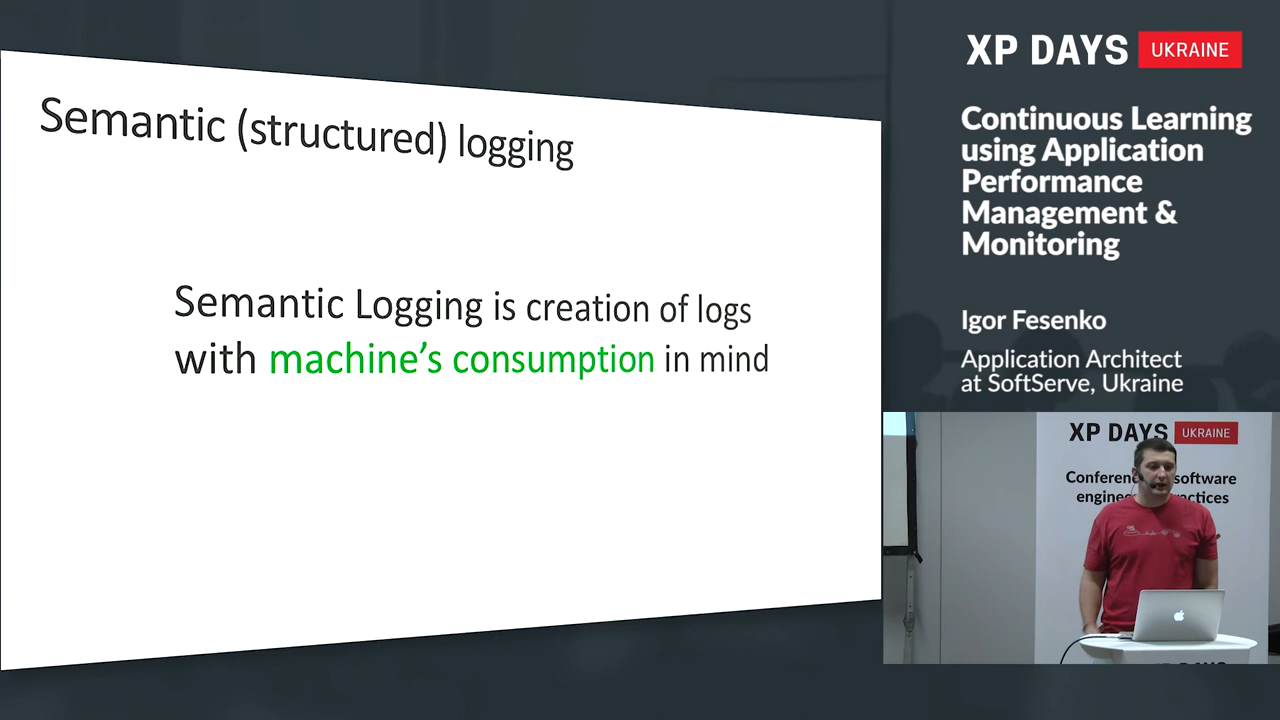 Semantic (structured) logging
Semantic Logging is creation of logs
with machine's consumption in mind
XP DAYS UKRAINE
Continuous Learning
using Application
Performance
Management &
Monitoring
Igor Fesenko
Application Architect
at SoftServe, Ukraine
XP DAYS UKRAINE
software